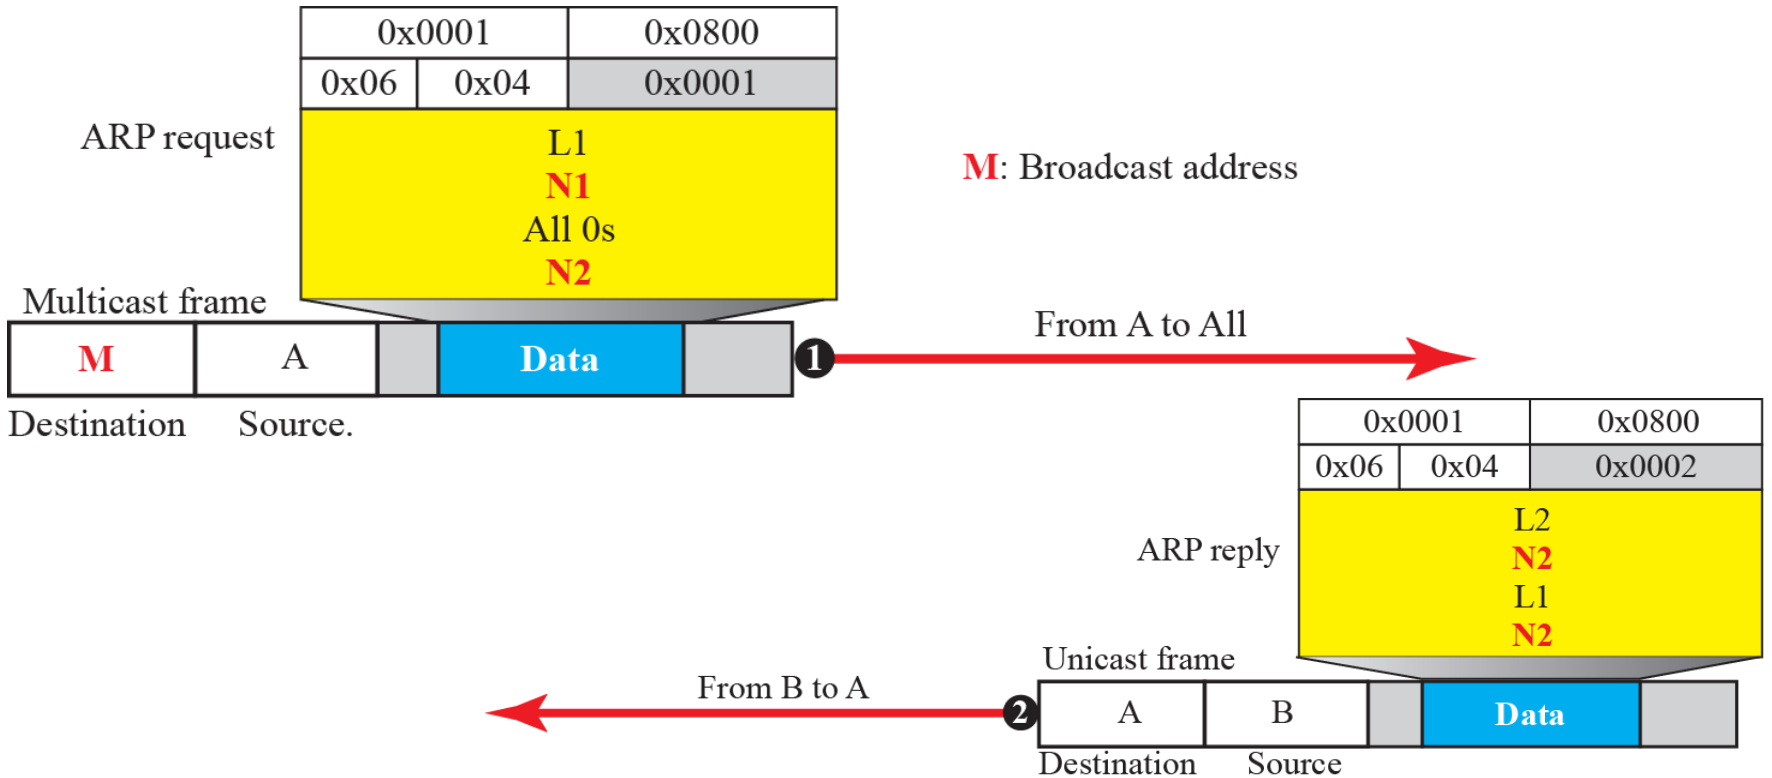 0x0001 0x0800
0x06 0x04 0x0001
ARP request
L1
N1
All 0s
N2
M: Broadcast address
Multicast frame
M A Data 1
From A to All
Destination Source.
0x0001 0x0800
0x06 0x04 0x0002
ARP reply
L2
N2
L1
N2
Unicast frame
From B to A
2 A B Data
Destination Source